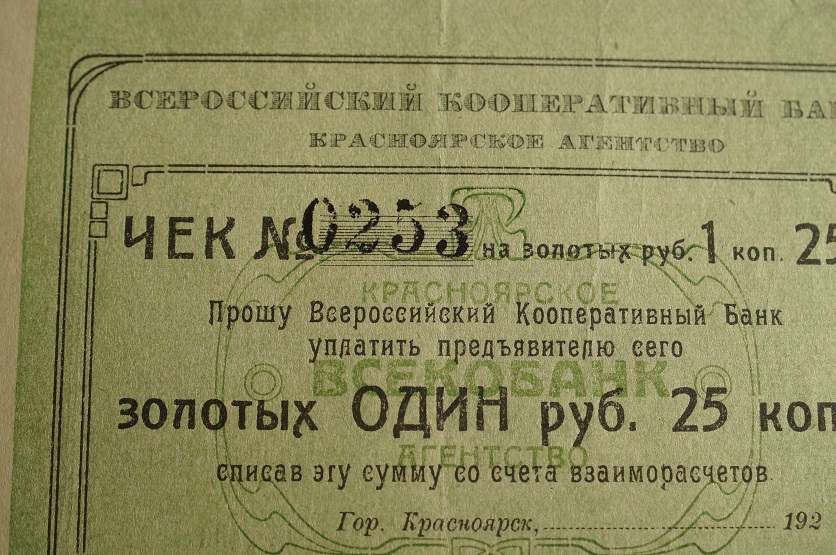 ВСЕРОССИЙСКИЙ КООПЕРАТИВНЫЙ БА
КРАСНОЯРСКОЕ АГЕНТСТВО
ЧЕК № 0253 на золотых руб. 1 коп. 25
КРАСНОЯРСКОЕ
Прошу Всероссийский Кооперативный Банк
уплатить предъявителю сего
ВСЕКОБАНК
золотых ОДИН руб. 25 коп
АГЕНТСТВО
списав эту сумму со счета взаиморасчетов
Гор. Красноярск, 192